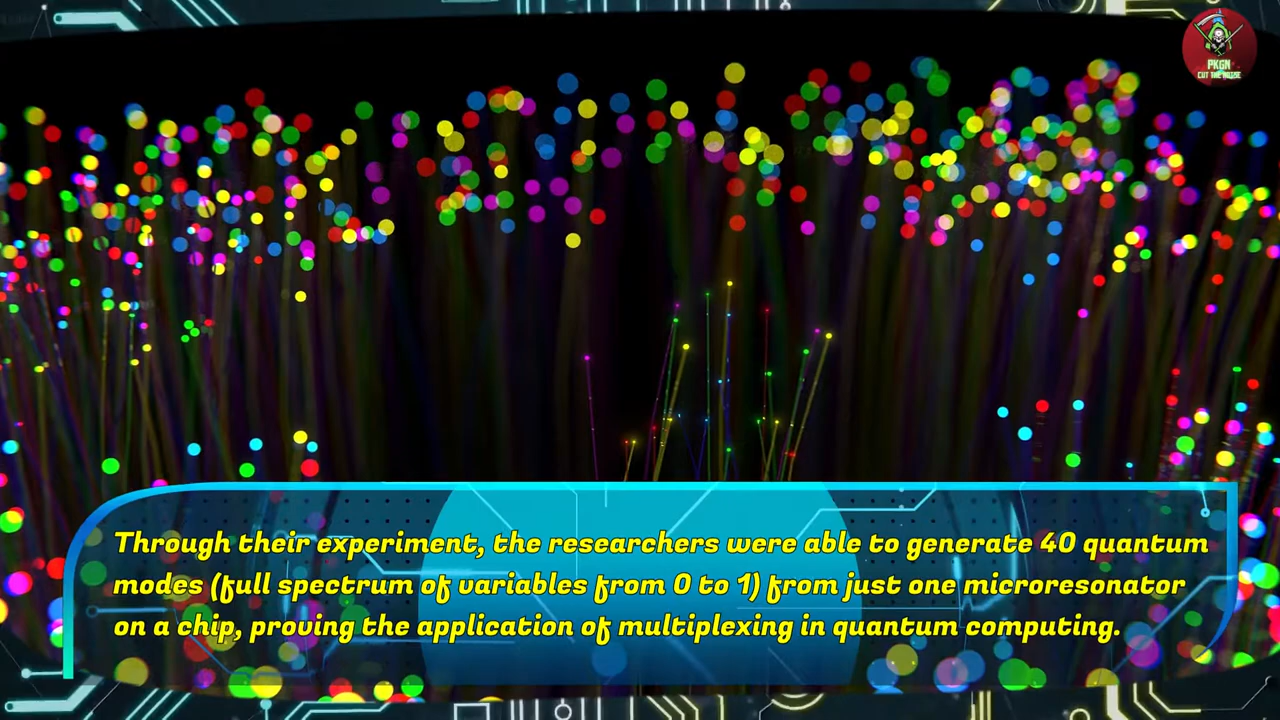 PKGN
CUT THE NOISE
Through their experiment, the researchers were able to generate 40 quantum
modes (full spectrum of variables from 0 to 1) from just one microresonator
on a chip, proving the application of multiplexing in quantum computing.